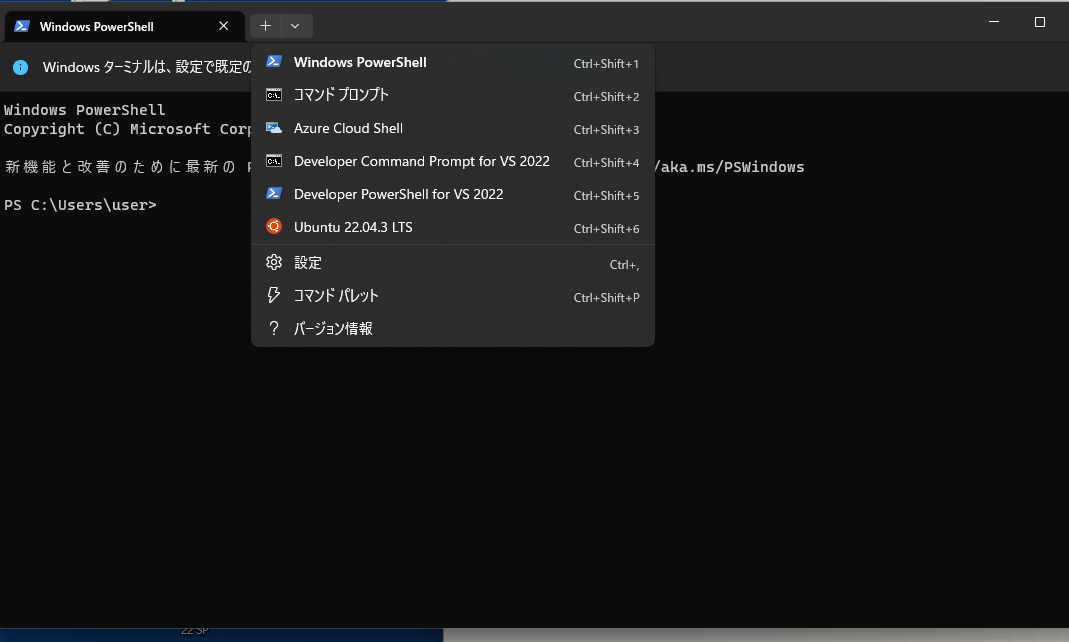 Windows PowerShell
Windows ターミナルは、設定で既定の
Windows PowerShell
Copyright (C) Microsoft Corp
新機能と改善のために最新の
/aka.ms/PSWindows
PS C:\Users\user>
Windows PowerShell Ctrl+Shift+1
コマンド プロンプト Ctrl+Shift+2
Azure Cloud Shell Ctrl+Shift+3
Developer Command Prompt for VS 2022 Ctrl+Shift+4
Developer PowerShell for VS 2022 Ctrl+Shift+5
Ubuntu 22.04.3 LTS Ctrl+Shift+6
設定 Ctrl+,
コマンド パレット Ctrl+Shift+P
バージョン情報